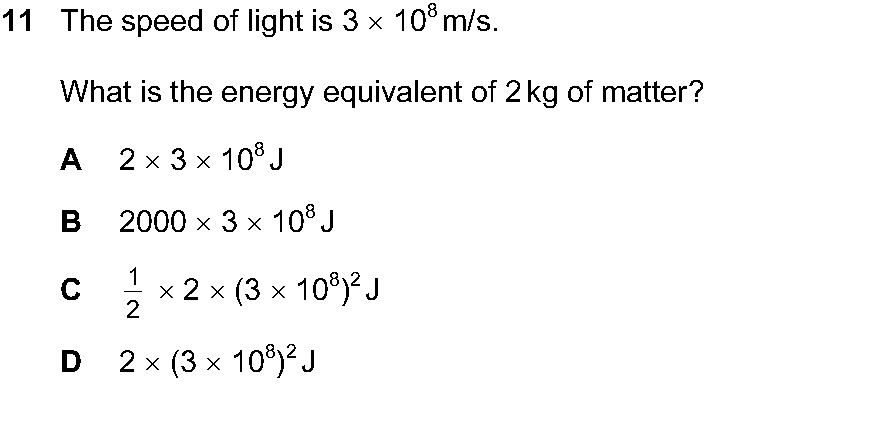 11 The speed of light is 3 × 10⁸ m/s.
What is the energy equivalent of 2 kg of matter?
A 2 × 3 × 10⁸ J
B 2000 × 3 × 10⁸ J
C 1/2 × 2 × (3 × 10⁸)² J
D 2 × (3 × 10⁸)² J